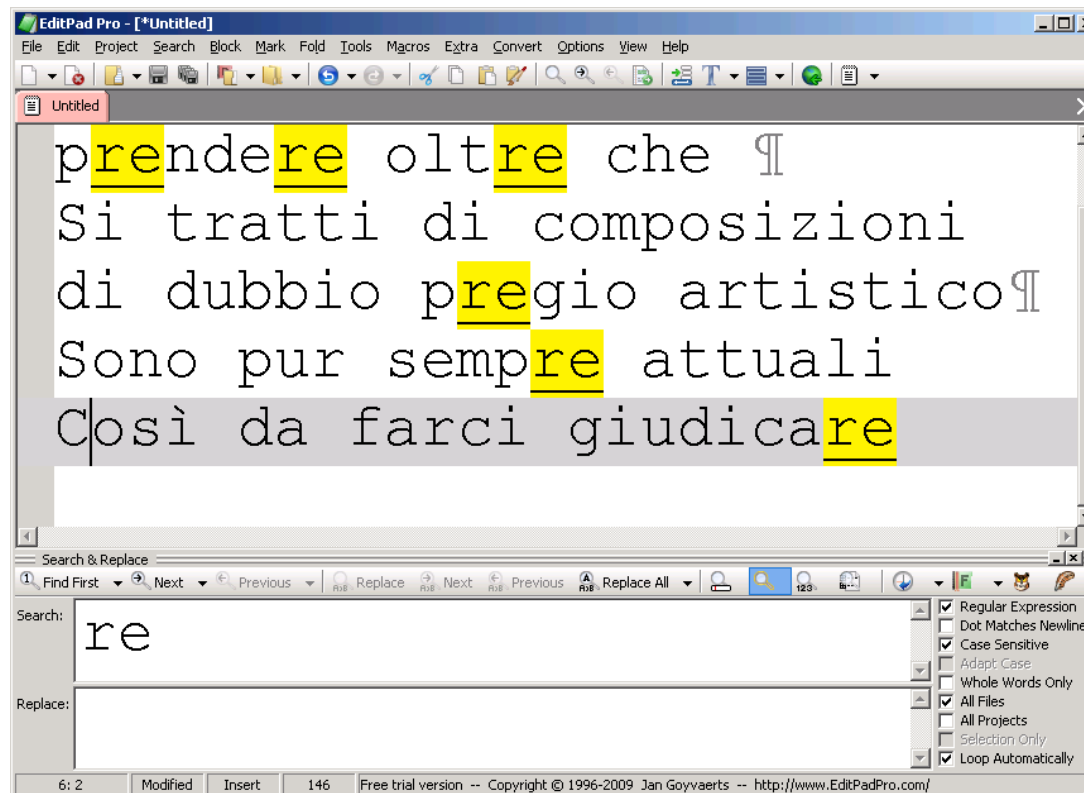 EditPad Pro - [*Untitled]
File Edit Project Search Block Mark Fold Tools Macros Extra Convert Options View Help
Untitled
prendere oltre che ¶
Si tratti di composizioni
di dubbio pregio artistico¶
Sono pur sempre attuali
Così da farci giudicare
Search & Replace
Find First Next Previous Replace Next Previous Replace All
Search:
re
Replace:
Regular Expression
Dot Matches Newline
Case Sensitive
Adapt Case
Whole Words Only
All Files
All Projects
Selection Only
Loop Automatically
6: 2 Modified Insert 146 Free trial version -- Copyright © 1996-2009 Jan Goyvaerts -- http://www.EditPadPro.com/